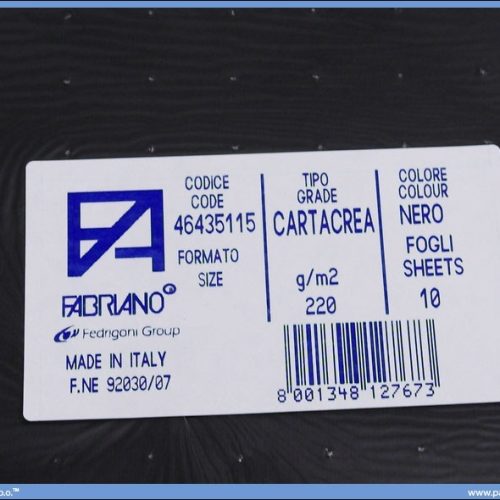 FABRIANO
Fedrigoni Group
MADE IN ITALY
F.NE 92030/07
CODICE
CODE
46435115
FORMATO
SIZE
TIPO
GRADE
CARTACREA
g/m2
220
COLORE
COLOUR
NERO
FOGLI
SHEETS
10
8 001348 127673